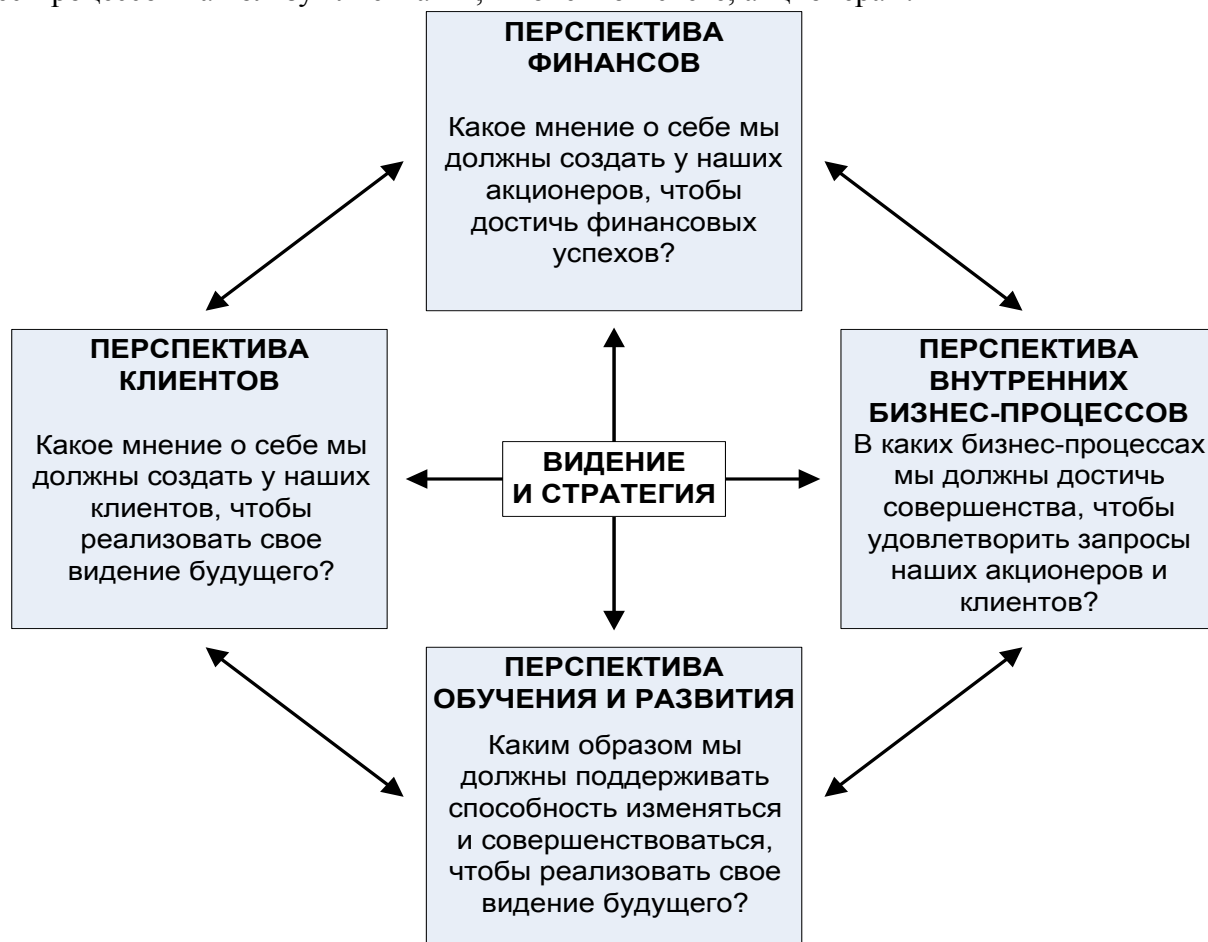 ПЕРСПЕКТИВА
ФИНАНСОВ
Какое мнение о себе мы
должны создать у наших
акционеров, чтобы
достичь финансовых
успехов?
ПЕРСПЕКТИВА
КЛИЕНТОВ
Какое мнение о себе мы
должны создать у наших
клиентов, чтобы
реализовать свое
видение будущего?
ВИДЕНИЕ
И СТРАТЕГИЯ
ПЕРСПЕКТИВА
ВНУТРЕННИХ
БИЗНЕС-ПРОЦЕССОВ
В каких бизнес-процессах
мы должны достичь
совершенства, чтобы
удовлетворить запросы
наших акционеров и
клиентов?
ПЕРСПЕКТИВА
ОБУЧЕНИЯ И РАЗВИТИЯ
Каким образом мы
должны поддерживать
способность изменяться
и совершенствоваться,
чтобы реализовать свое
видение будущего?